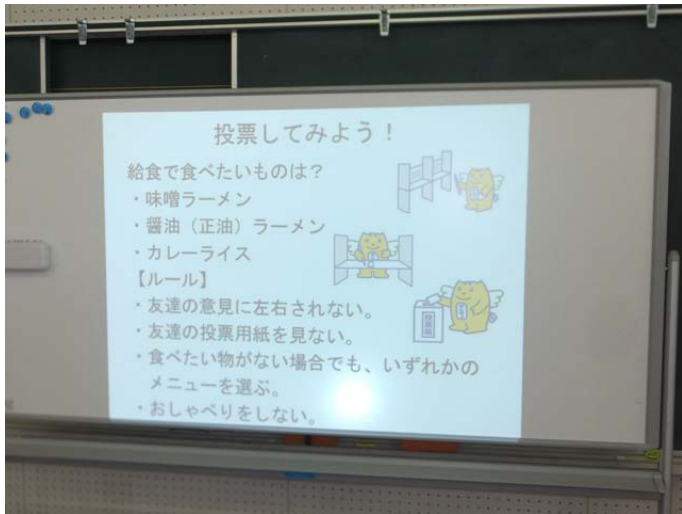 投票してみよう！
給食で食べたいものは？
・味噌ラーメン
・醤油（正油）ラーメン
・カレーライス
【ルール】
・友達の意見に左右されない。
・友達の投票用紙を見ない。
・食べたい物がない場合でも、いずれかの
メニューを選ぶ。
・おしゃべりをしない。
投票箱